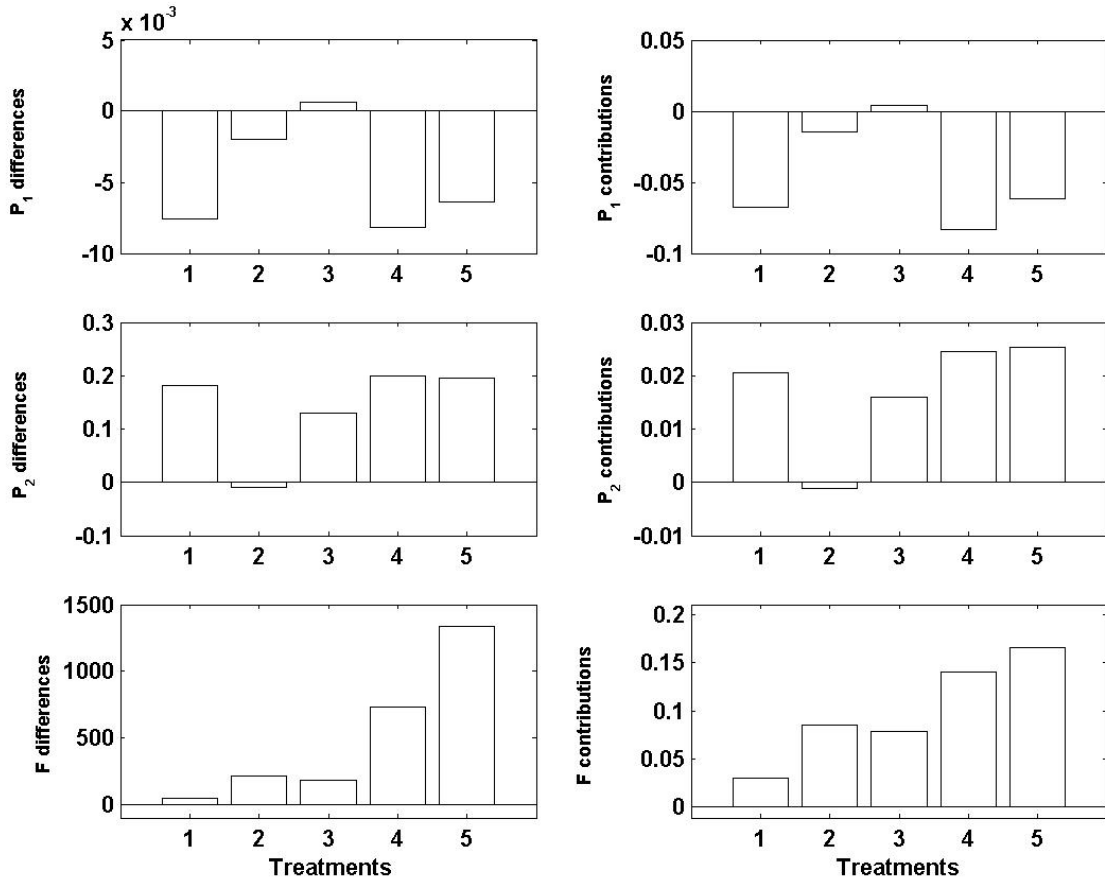 x 10⁻³
5
0
-5
-10
P₁ differences
1 2 3 4 5
0.05
0
-0.05
-0.1
P₁ contributions
1 2 3 4 5
0.3
0.2
0.1
0
-0.1
P₂ differences
1 2 3 4 5
0.03
0.02
0.01
0
-0.01
P₂ contributions
1 2 3 4 5
1500
1000
500
0
F differences
1 2 3 4 5
Treatments
0.2
0.15
0.1
0.05
0
F contributions
1 2 3 4 5
Treatments